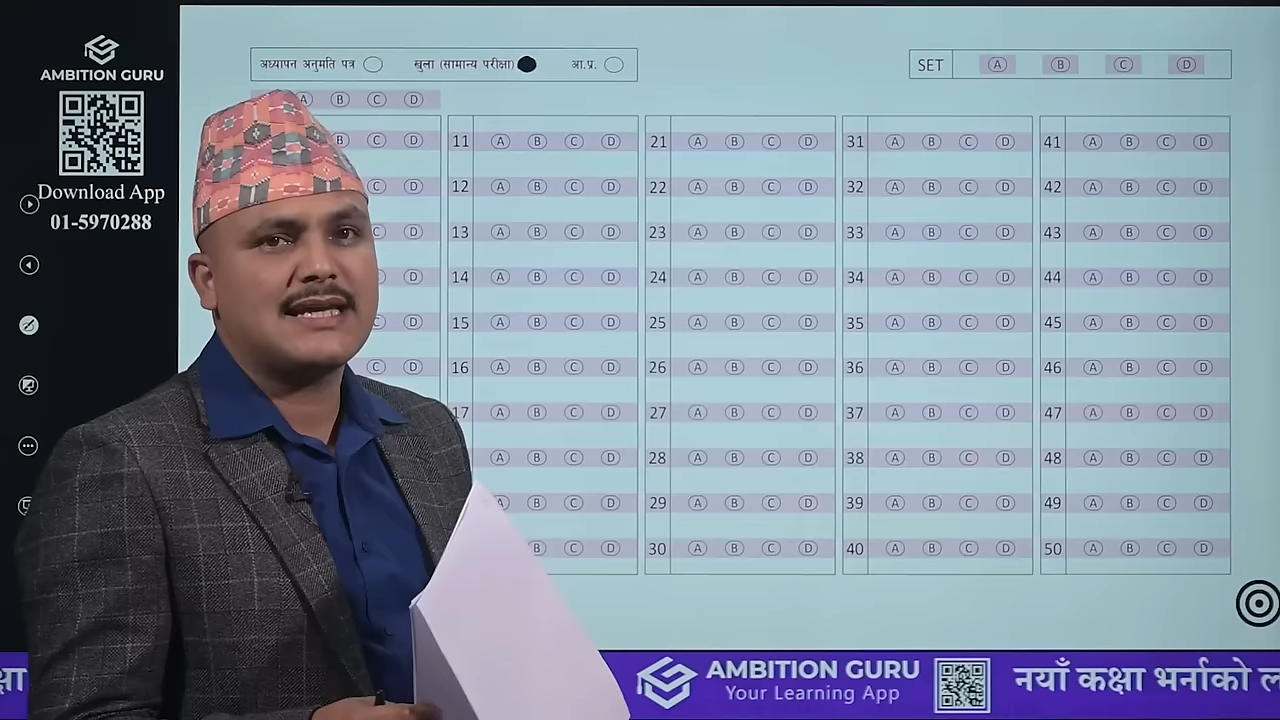 AMBITION GURU
Download App
01-5970288
अध्यापन अनुमति पत्र खुला (सामान्य परीक्षा) आ.प्र.
SET A B C D
A B C D
B C D
C D
C D
C D
C D
C D
11 A B C D
12 A B C D
13 A B C D
14 A B C D
15 A B C D
16 A B C D
17 A B C D
A B C D
A B C D
B C D
21 A B C D
22 A B C D
23 A B C D
24 A B C D
25 A B C D
26 A B C D
27 A B C D
28 A B C D
29 A B C D
30 A B C D
31 A B C D
32 A B C D
33 A B C D
34 A B C D
35 A B C D
36 A B C D
37 A B C D
38 A B C D
39 A B C D
40 A B C D
41 A B C D
42 A B C D
43 A B C D
44 A B C D
45 A B C D
46 A B C D
47 A B C D
48 A B C D
49 A B C D
50 A B C D
AMBITION GURU
Your Learning App
नयाँ कक्षा भर्नाको